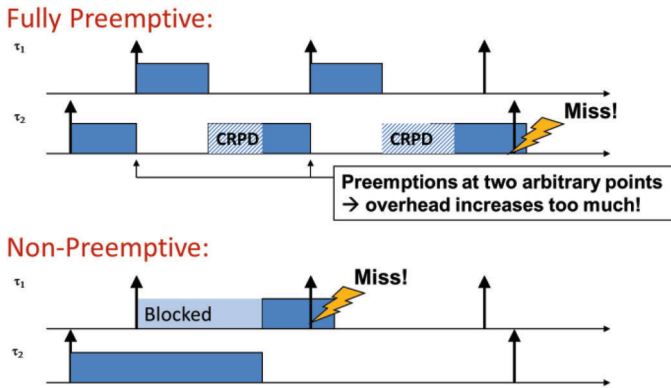 Fully Preemptive:
τ₁
τ₂
CRPD
CRPD
Miss!
Preemptions at two arbitrary points
→ overhead increases too much!
Non-Preemptive:
τ₁
Blocked
Miss!
τ₂